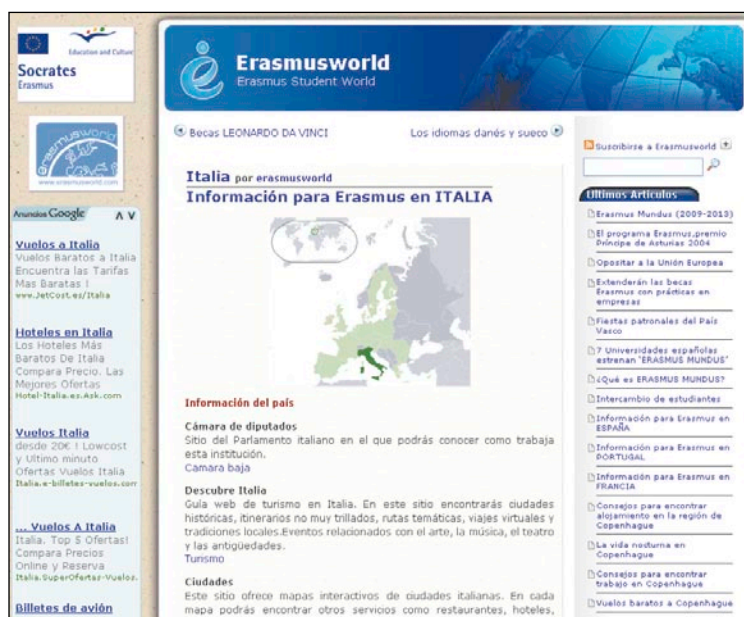 Education and Culture
Socrates
Erasmus
erasmusworld
www.erasmusworld.com
Anuncios Google
Vuelos a Italia
Vuelos Baratos a Italia
Encuentra las Tarifas
Mas Baratas !
www.JetCost.es/Italia
Hoteles en Italia
Los Hoteles Más
Baratos De Italia
Compara Precio. Las
Mejores Ofertas
Hotel-Italia.es.Ask.com
Vuelos Italia
desde 20€ ! Lowcost
y Ultimo minuto
Ofertas Vuelos Italia
Italia.e-billetes-vuelos.com
... Vuelos A Italia
Italia. Top 5 Ofertas!
Compara Precios
Online y Reserva
Italia.SuperOfertas-Vuelos.
Billetes de avión
Erasmusworld
Erasmus Student World
Becas LEONARDO DA VINCI
Los idiomas danés y sueco
Italia por erasmusworld
Información para Erasmus en ITALIA
Información del país
Cámara de diputados
Sitio del Parlamento italiano en el que podrás conocer como trabaja
esta institución.
Camara baja
Descubre Italia
Guía web de turismo en Italia. En este sitio encontrarás ciudades
históricas, itinerarios no muy trillados, rutas temáticas, viajes virtuales y
tradiciones locales.Eventos relacionados con el arte, la música, el teatro
y las antigüedades.
Turismo
Ciudades
Este sitio ofrece mapas interactivos de ciudades italianas. En cada
mapa podrás encontrar otros servicios como restaurantes, hoteles,
Suscribirse a Erasmusworld
Ultimos Articulos
Erasmus Mundus (2009-2013)
El programa Erasmus,premio
Príncipe de Asturias 2004
Opositar a la Unión Europea
Extenderán las becas
Erasmus con prácticas en
empresas
Fiestas patronales del País
Vasco
7 Universidades españolas
estrenan "ERASMUS MUNDUS"
¿Qué es ERASMUS MUNDUS?
Intercambio de estudiantes
Información para Erasmus en
ESPAÑA
Información para Erasmus en
PORTUGAL
Información para Erasmus en
FRANCIA
Consejos para encontrar
alojamiento en la región de
Copenhague
La vida nocturna en
Copenhague
Consejos para encontrar
trabajo en Copenhague
Vuelos baratos a Copenhague